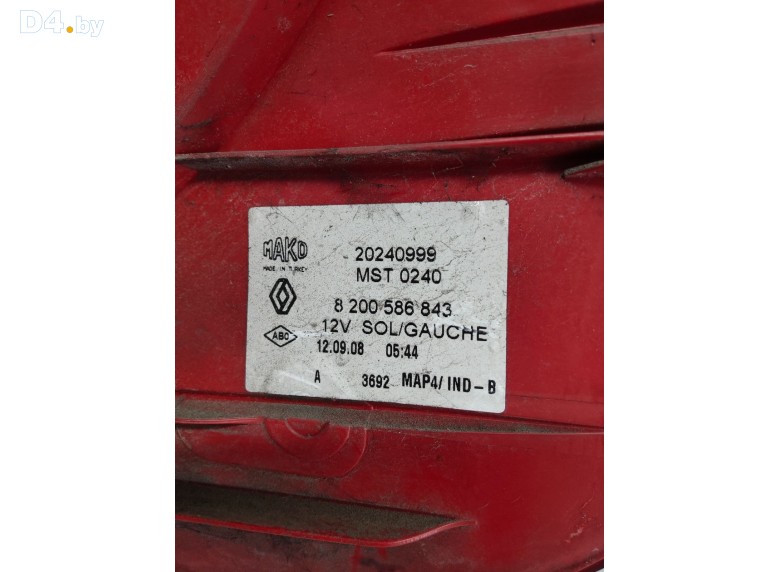 D4.by
MAKO
MADE IN TURKEY
20240999
MST 0240
8 200 586 843
12V SOL/GAUCHE
ABC
12.09.08 05:44
A 3692 MAP4/ IND-B